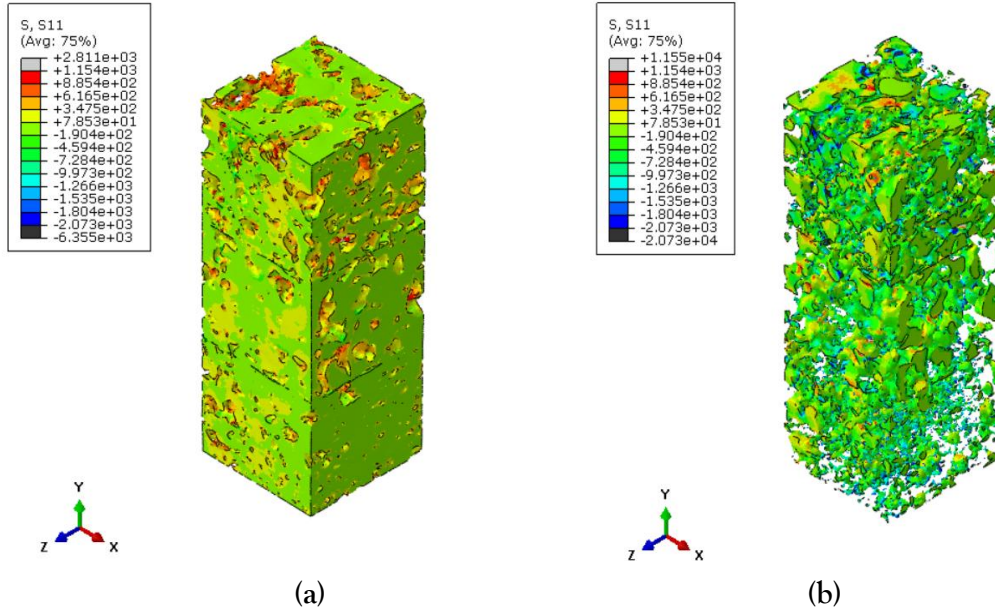 S, S11
(Avg: 75%)
+2.811e+03
+1.154e+03
+8.854e+02
+6.165e+02
+3.475e+02
+7.853e+01
-1.904e+02
-4.594e+02
-7.284e+02
-9.973e+02
-1.266e+03
-1.535e+03
-1.804e+03
-2.073e+03
-6.355e+03
Y
Z
X
(a)
S, S11
(Avg: 75%)
+1.155e+04
+1.154e+03
+8.854e+02
+6.165e+02
+3.475e+02
+7.853e+01
-1.904e+02
-4.594e+02
-7.284e+02
-9.973e+02
-1.266e+03
-1.535e+03
-1.804e+03
-2.073e+03
-2.073e+04
Y
Z
X
(b)